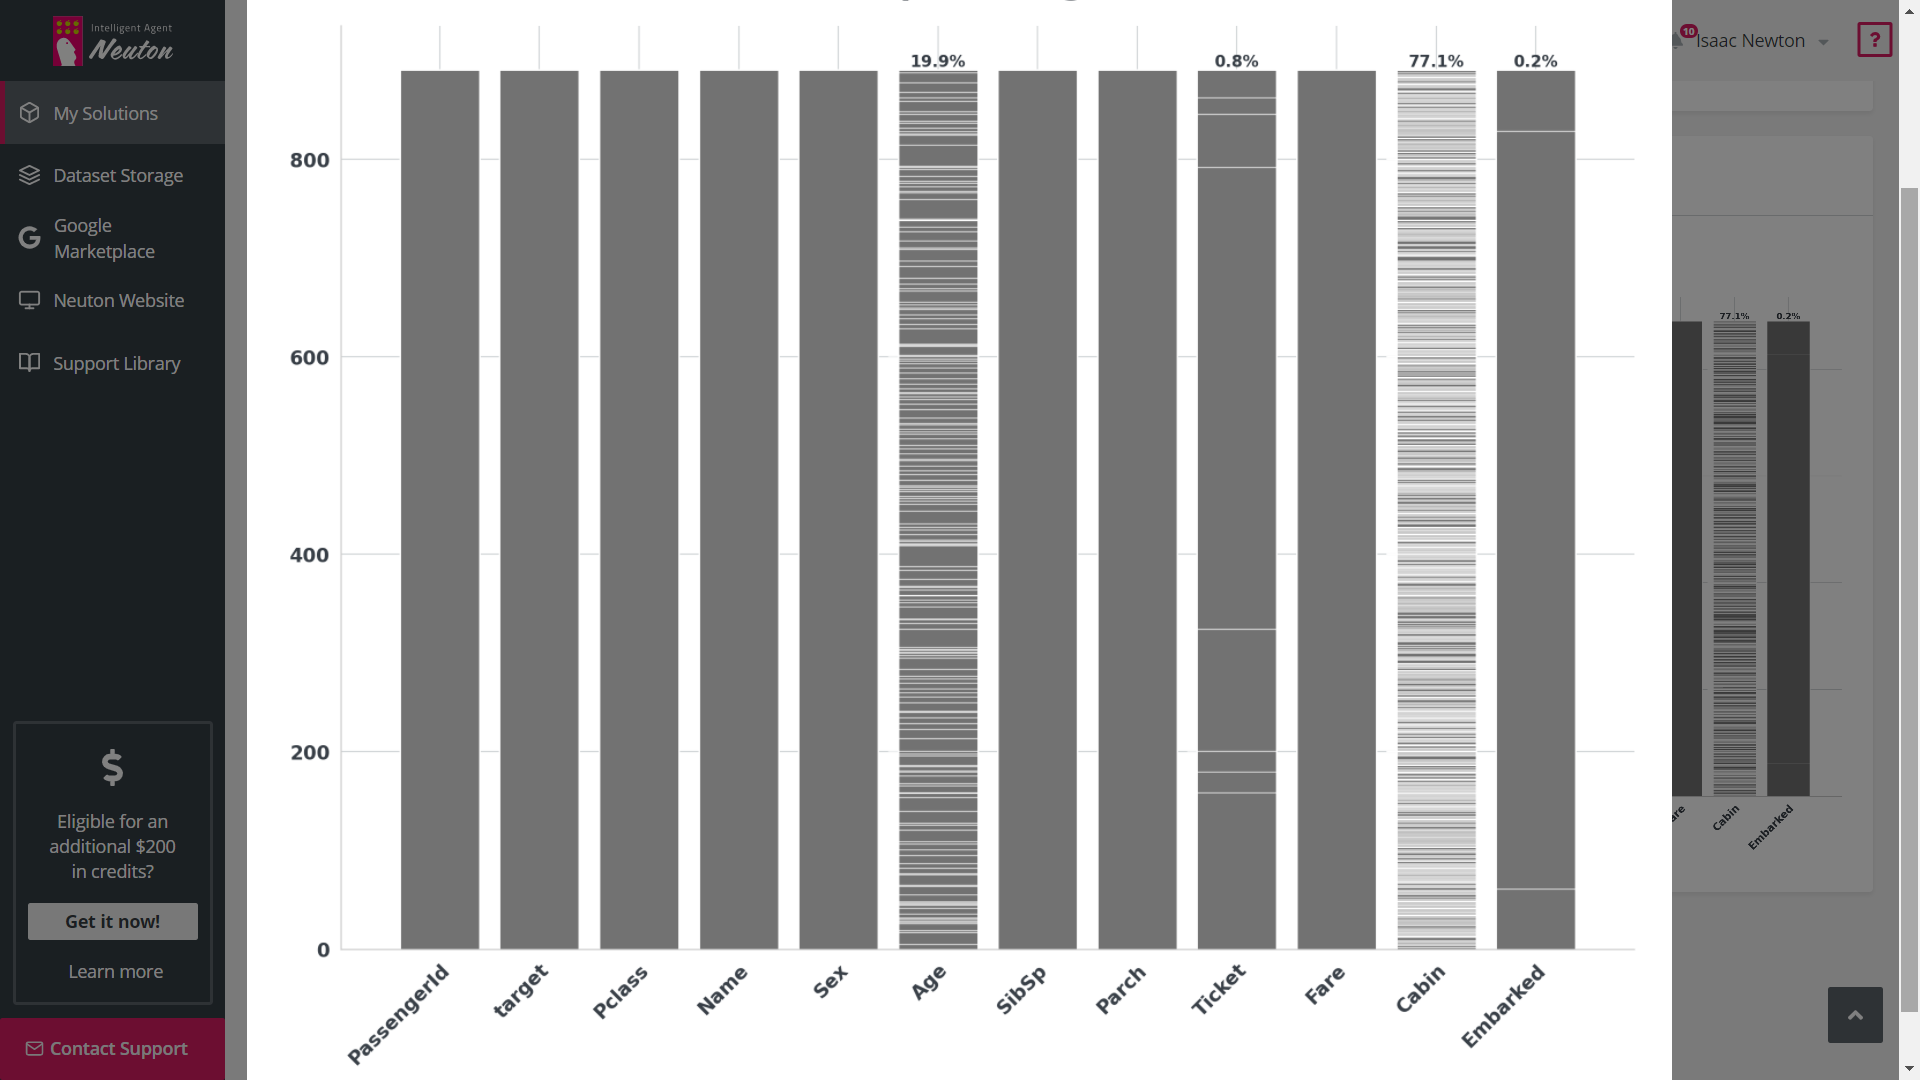 Intelligent Agent
Neuton
My Solutions
Dataset Storage
Google
Marketplace
Neuton Website
Support Library
$
Eligible for an
additional $200
in credits?
Get it now!
Learn more
Contact Support
10
Isaac Newton
?
19.9%
0.8%
77.1%
0.2%
800
600
400
200
0
PassengerId
target
Pclass
Name
Sex
Age
SibSp
Parch
Ticket
Fare
Cabin
Embarked
77.1%
0.2%
Cabin
Embarked